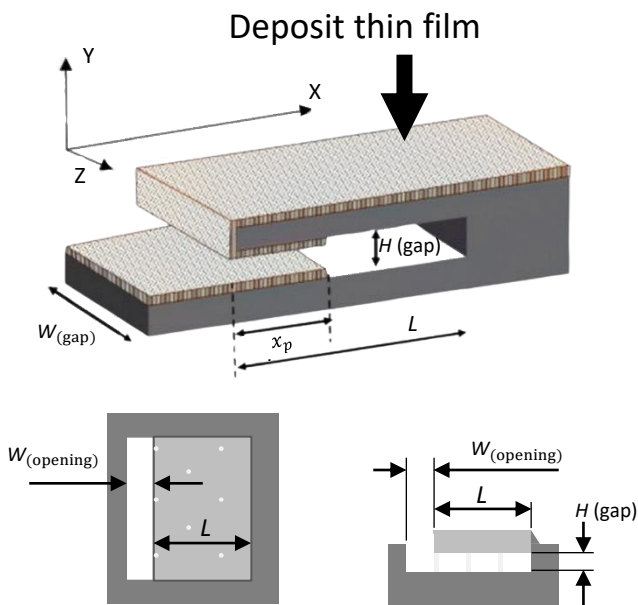 Deposit thin film
Y
X
Z
H (gap)
W(gap)
x_p
L
W(opening)
L
W(opening)
L
H (gap)